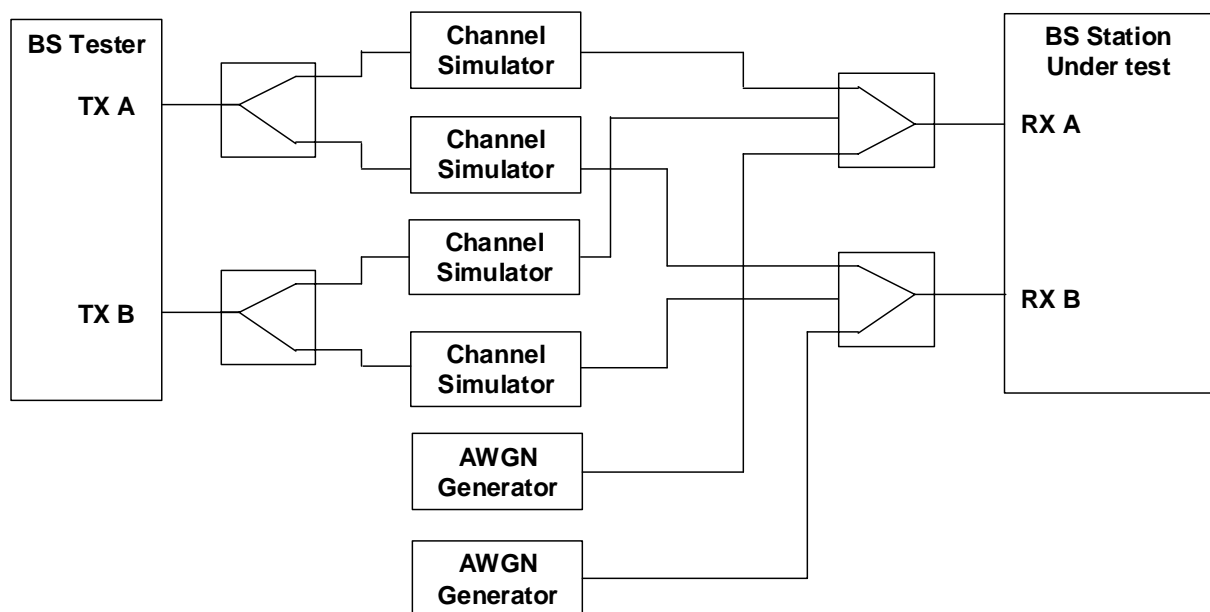 BS Tester
TX A
TX B
Channel
Simulator
Channel
Simulator
Channel
Simulator
Channel
Simulator
AWGN
Generator
AWGN
Generator
BS Station
Under test
RX A
RX B